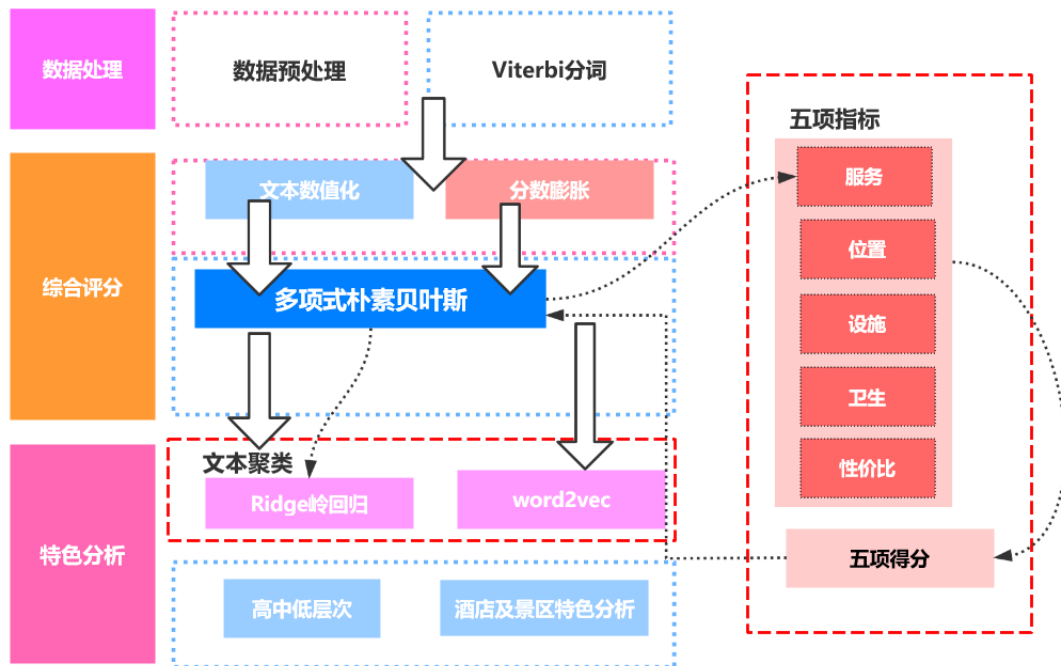 数据处理
数据预处理
Viterbi分词
综合评分
文本数值化
分数膨胀
多项式朴素贝叶斯
特色分析
文本聚类
Ridge岭回归
word2vec
高中低层次
酒店及景区特色分析
五项指标
服务
位置
设施
卫生
性价比
五项得分